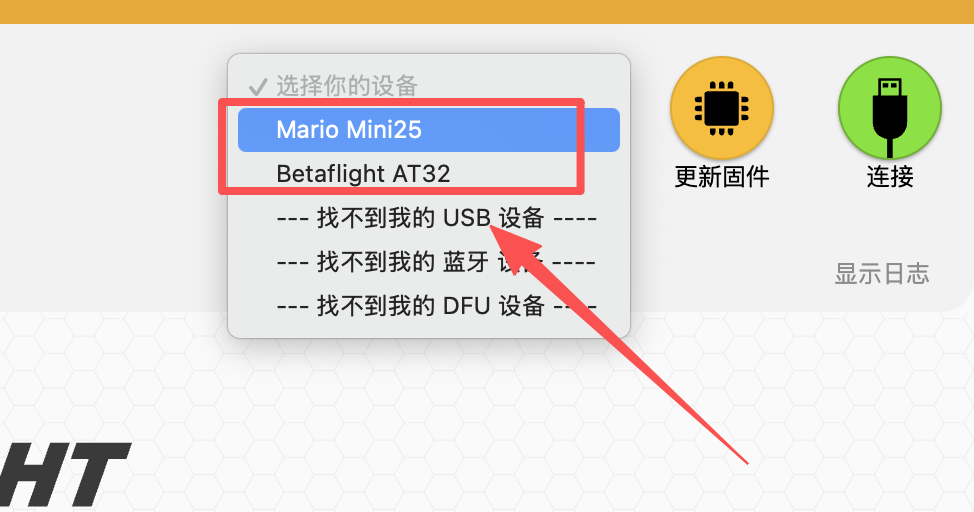 选择你的设备
Mario Mini25
Betaflight AT32
--- 找不到我的 USB 设备 ----
--- 找不到我的 蓝牙 设备 ----
--- 找不到我的 DFU 设备 ----
更新固件
连接
显示日志
HT